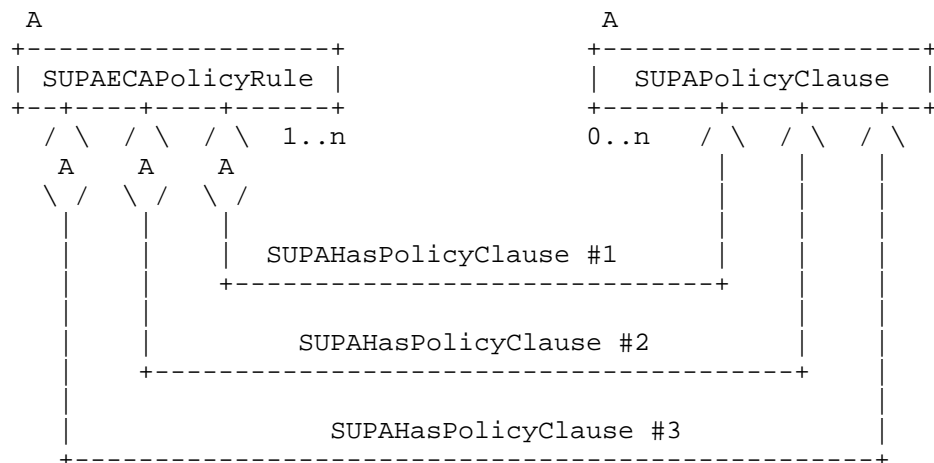 A A
SUPAECAPolicyRule SUPAPolicyClause
1..n 0..n
A A A
SUPAHasPolicyClause #1
SUPAHasPolicyClause #2
SUPAHasPolicyClause #3